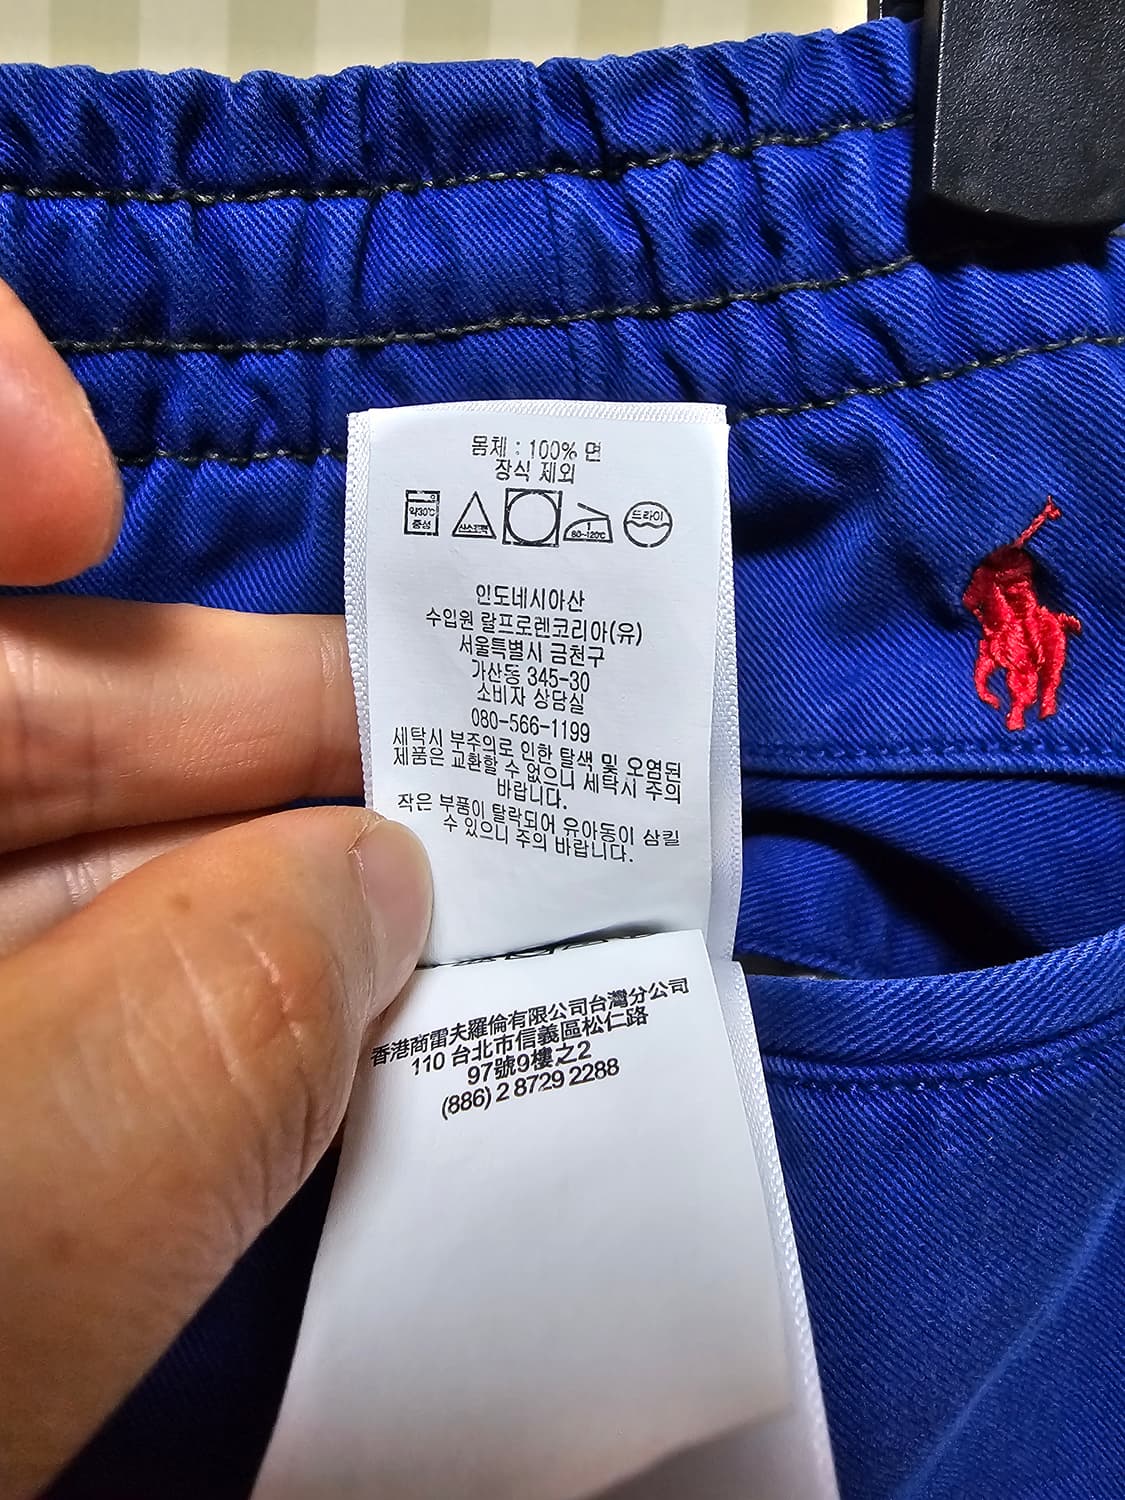 몸체 : 100% 면
장식 제외
약30℃
중성
산소표백
60~120℃
드라이
인도네시아산
수입원 랄프로렌코리아(유)
서울특별시 금천구
가산동 345-30
소비자 상담실
080-566-1199
세탁시 부주의로 인한 탈색 및 오염된
제품은 교환할 수 없으니 세탁시 주의
바랍니다.
작은 부품이 탈락되어 유아동이 삼킬
수 있으니 주의 바랍니다.
香港商雷夫羅倫有限公司台灣分公司
110 台北市信義區松仁路
97號9樓之2
(886) 2 8729 2288